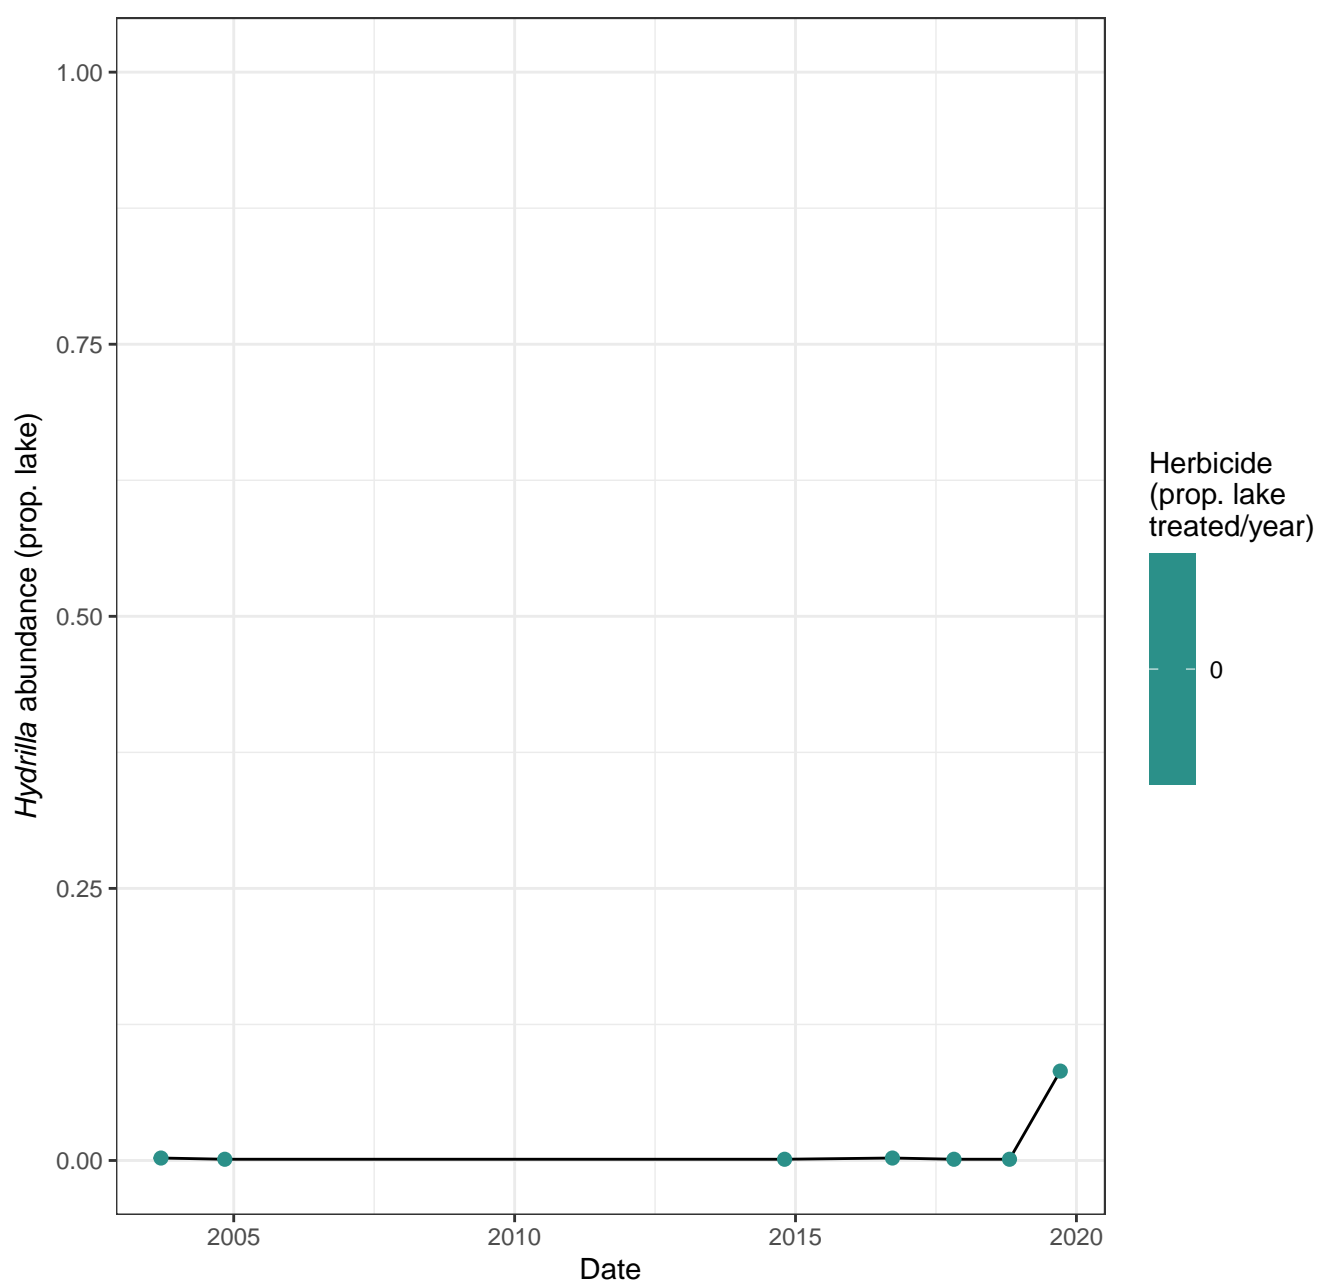 1.00
0.75
0.50
0.25
0.00
Hydrilla abundance (prop. lake)
2005
2010
2015
2020
Date
Herbicide
(prop. lake
treated/year)
0